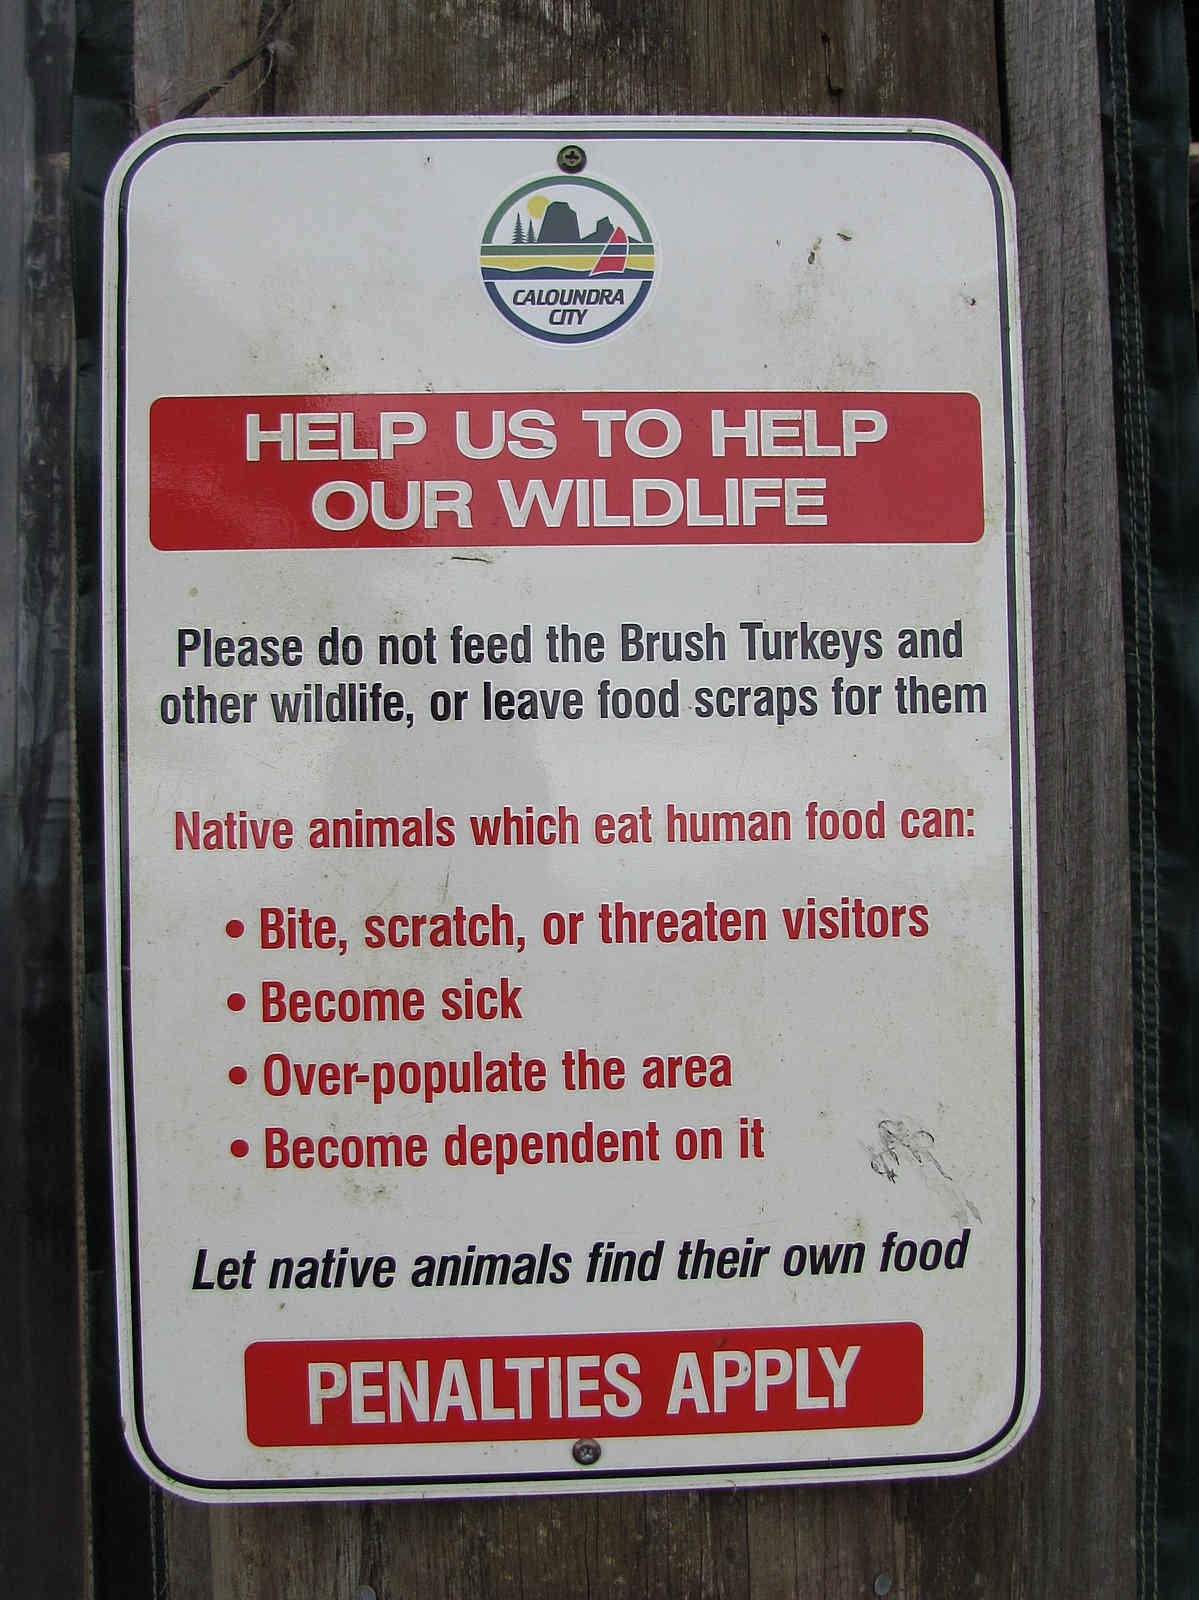 CALOUNDRA
CITY
HELP US TO HELP
OUR WILDLIFE
Please do not feed the Brush Turkeys and
other wildlife, or leave food scraps for them
Native animals which eat human food can:
• Bite, scratch, or threaten visitors
• Become sick
• Over-populate the area
• Become dependent on it
Let native animals find their own food
PENALTIES APPLY